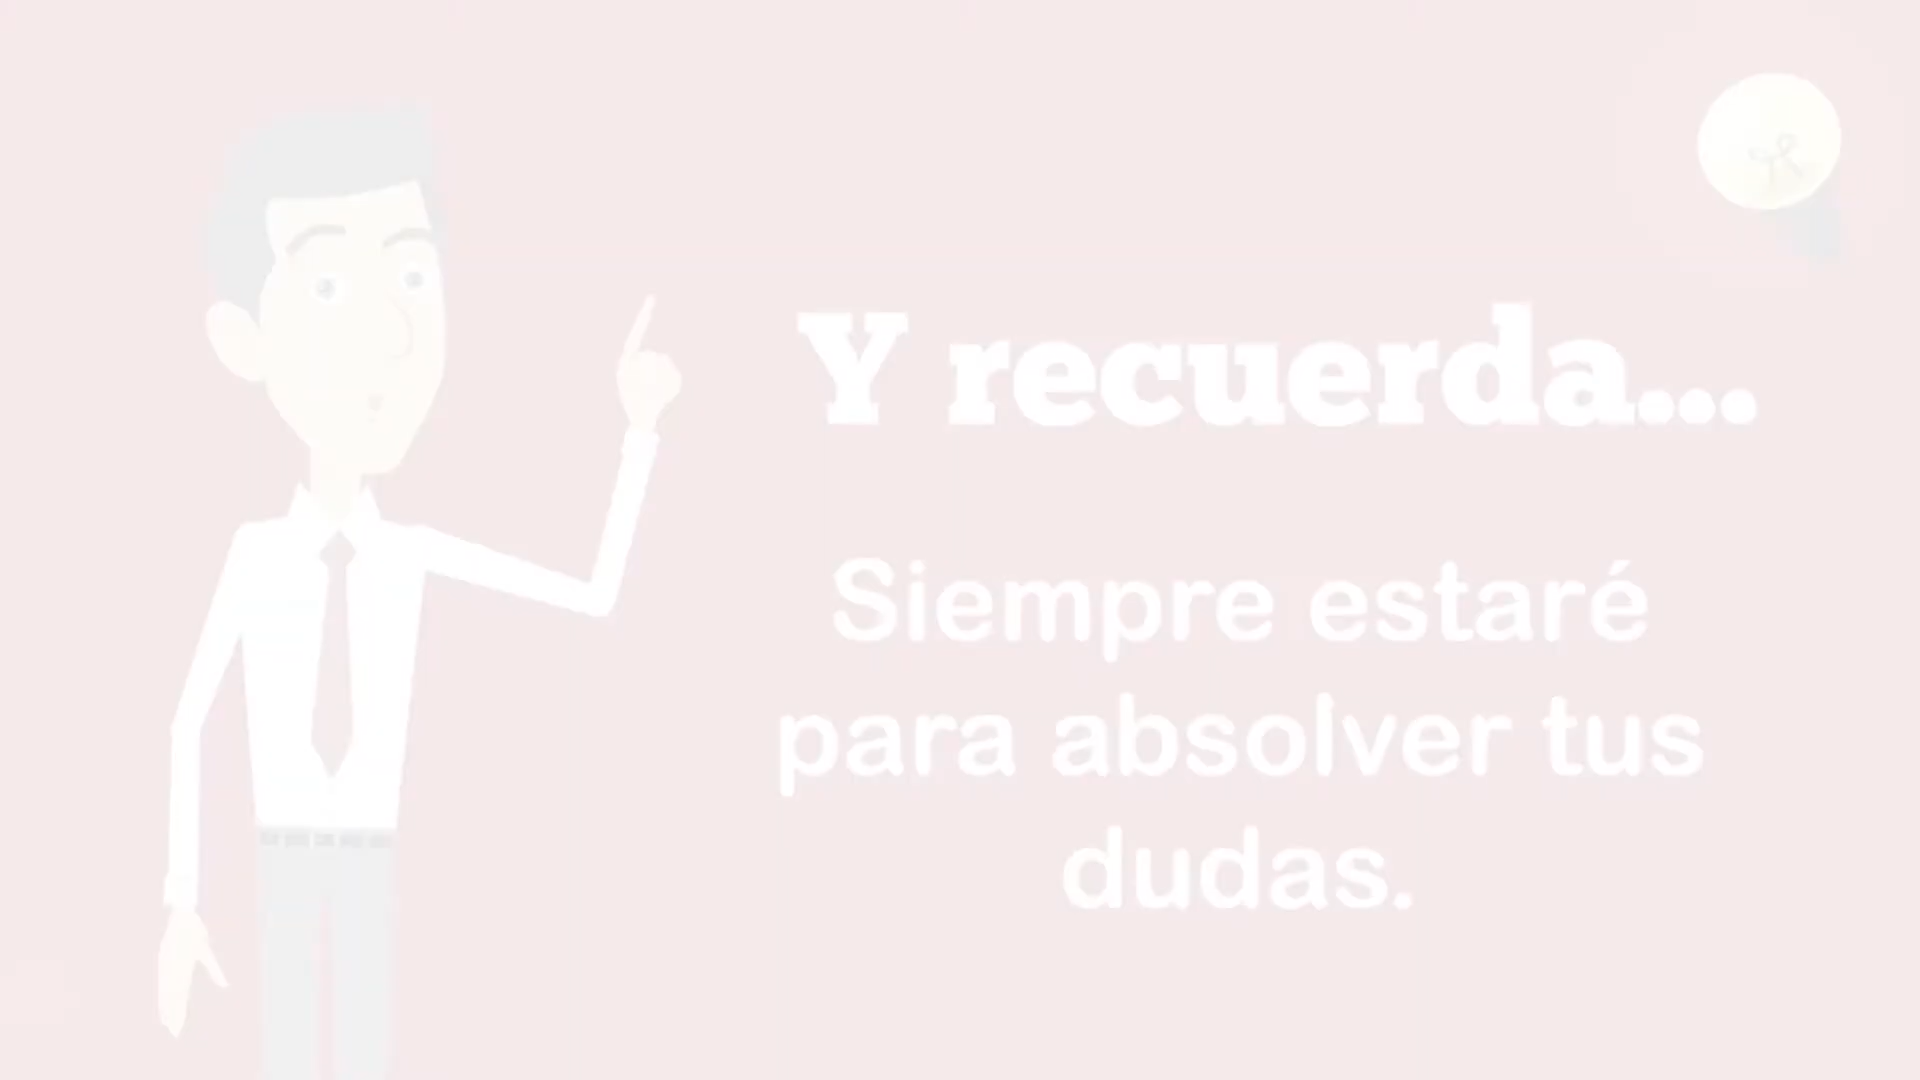 Y recuerda...
Siempre estaré
para absolver tus
dudas.